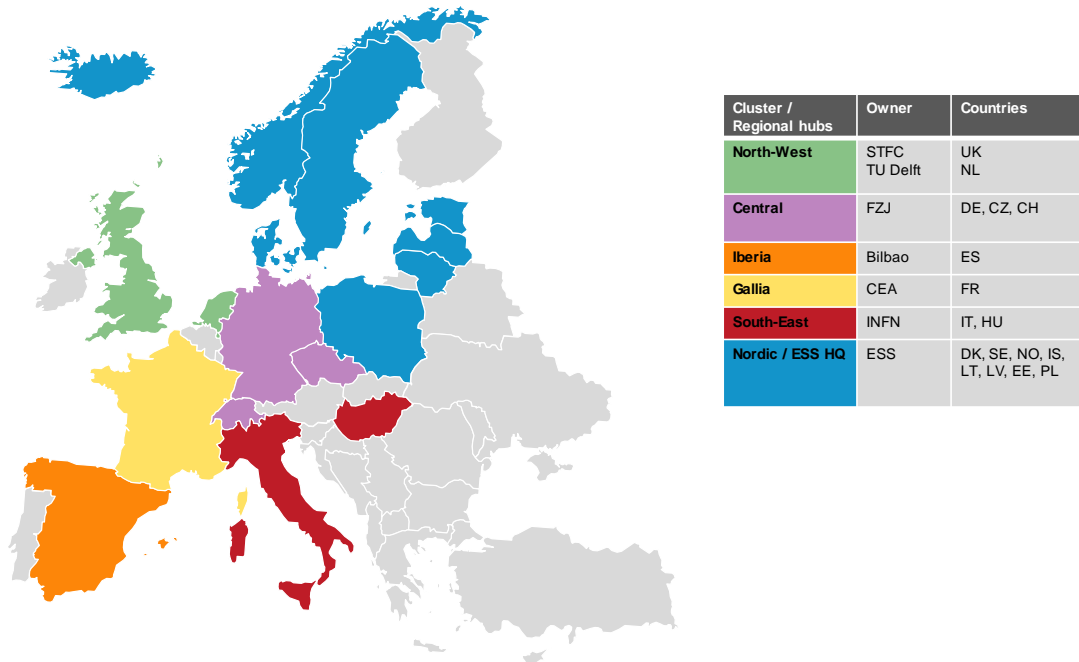 Cluster /
Regional hubs
Owner
Countries
North-West
STFC
TU Delft
UK
NL
Central
FZJ
DE, CZ, CH
Iberia
Bilbao
ES
Gallia
CEA
FR
South-East
INFN
IT, HU
Nordic / ESS HQ
ESS
DK, SE, NO, IS,
LT, LV, EE, PL